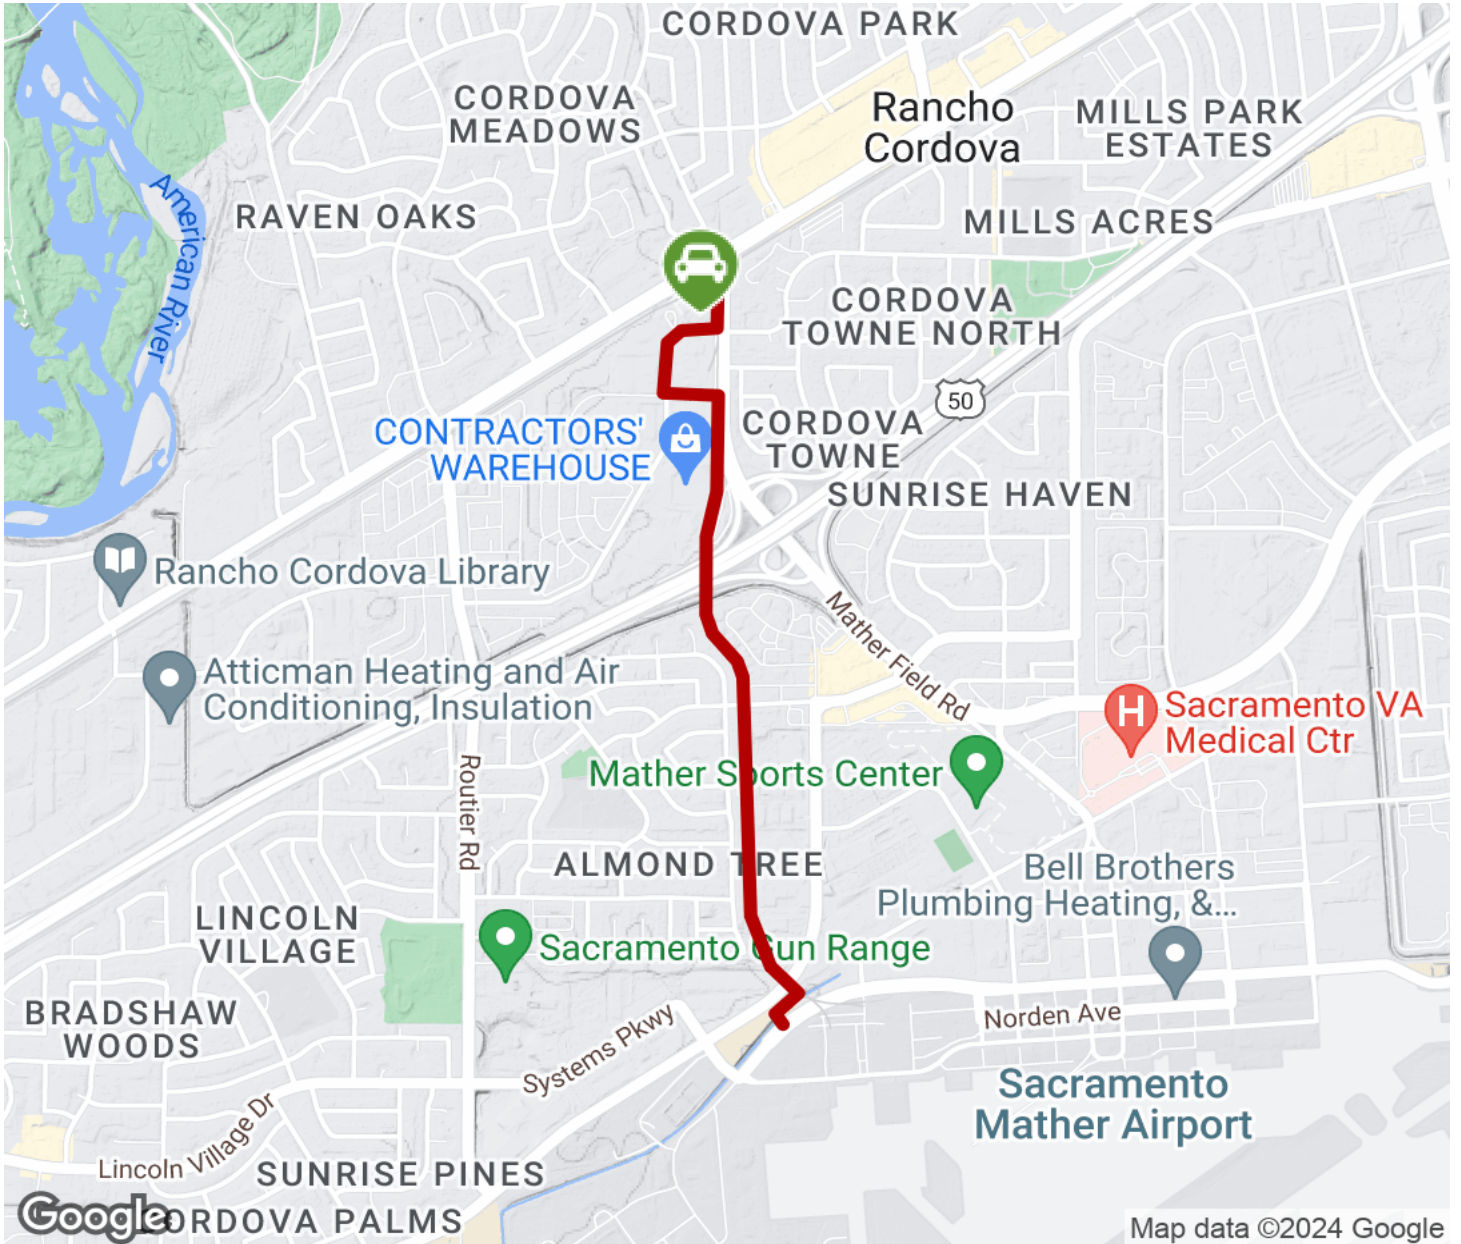 CORDOVA PARK
CORDOVA
MEADOWS
Rancho
Cordova
MILLS PARK
ESTATES
American River
RAVEN OAKS
MILLS ACRES
CORDOVA
TOWNE NORTH
50
CONTRACTORS'
WAREHOUSE
CORDOVA
TOWNE
SUNRISE HAVEN
Rancho Cordova Library
Mather Field Rd
Atticman Heating and Air
Conditioning, Insulation
H
Sacramento VA
Medical Ctr
Routier Rd
Mather Sports Center
ALMOND TREE
Bell Brothers
Plumbing Heating, &...
LINCOLN
VILLAGE
Sacramento Gun Range
BRADSHAW
WOODS
Systems Pkwy
Norden Ave
Sacramento
Mather Airport
Lincoln Village Dr
SUNRISE PINES
Google
CORDOVA PALMS
Map data ©2024 Google